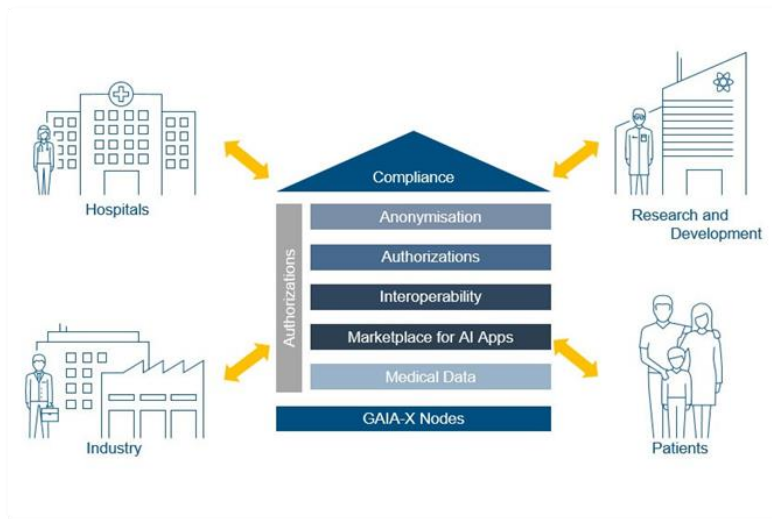 Hospitals
Compliance
Research and
Development
Authorizations
Anonymisation
Authorizations
Interoperability
Marketplace for AI Apps
Medical Data
GAIA-X Nodes
Industry
Patients